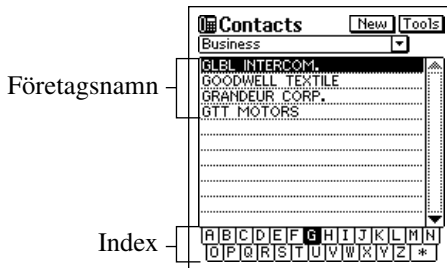 Contacts New Tools
Business
GLBL INTERCOM.
GOODWELL TEXTILE
GRANDEUR CORP.
GTT MOTORS
Företagsnamn
Index
A B C D E F G H I J K L M N
O P Q R S T U V W X Y Z *